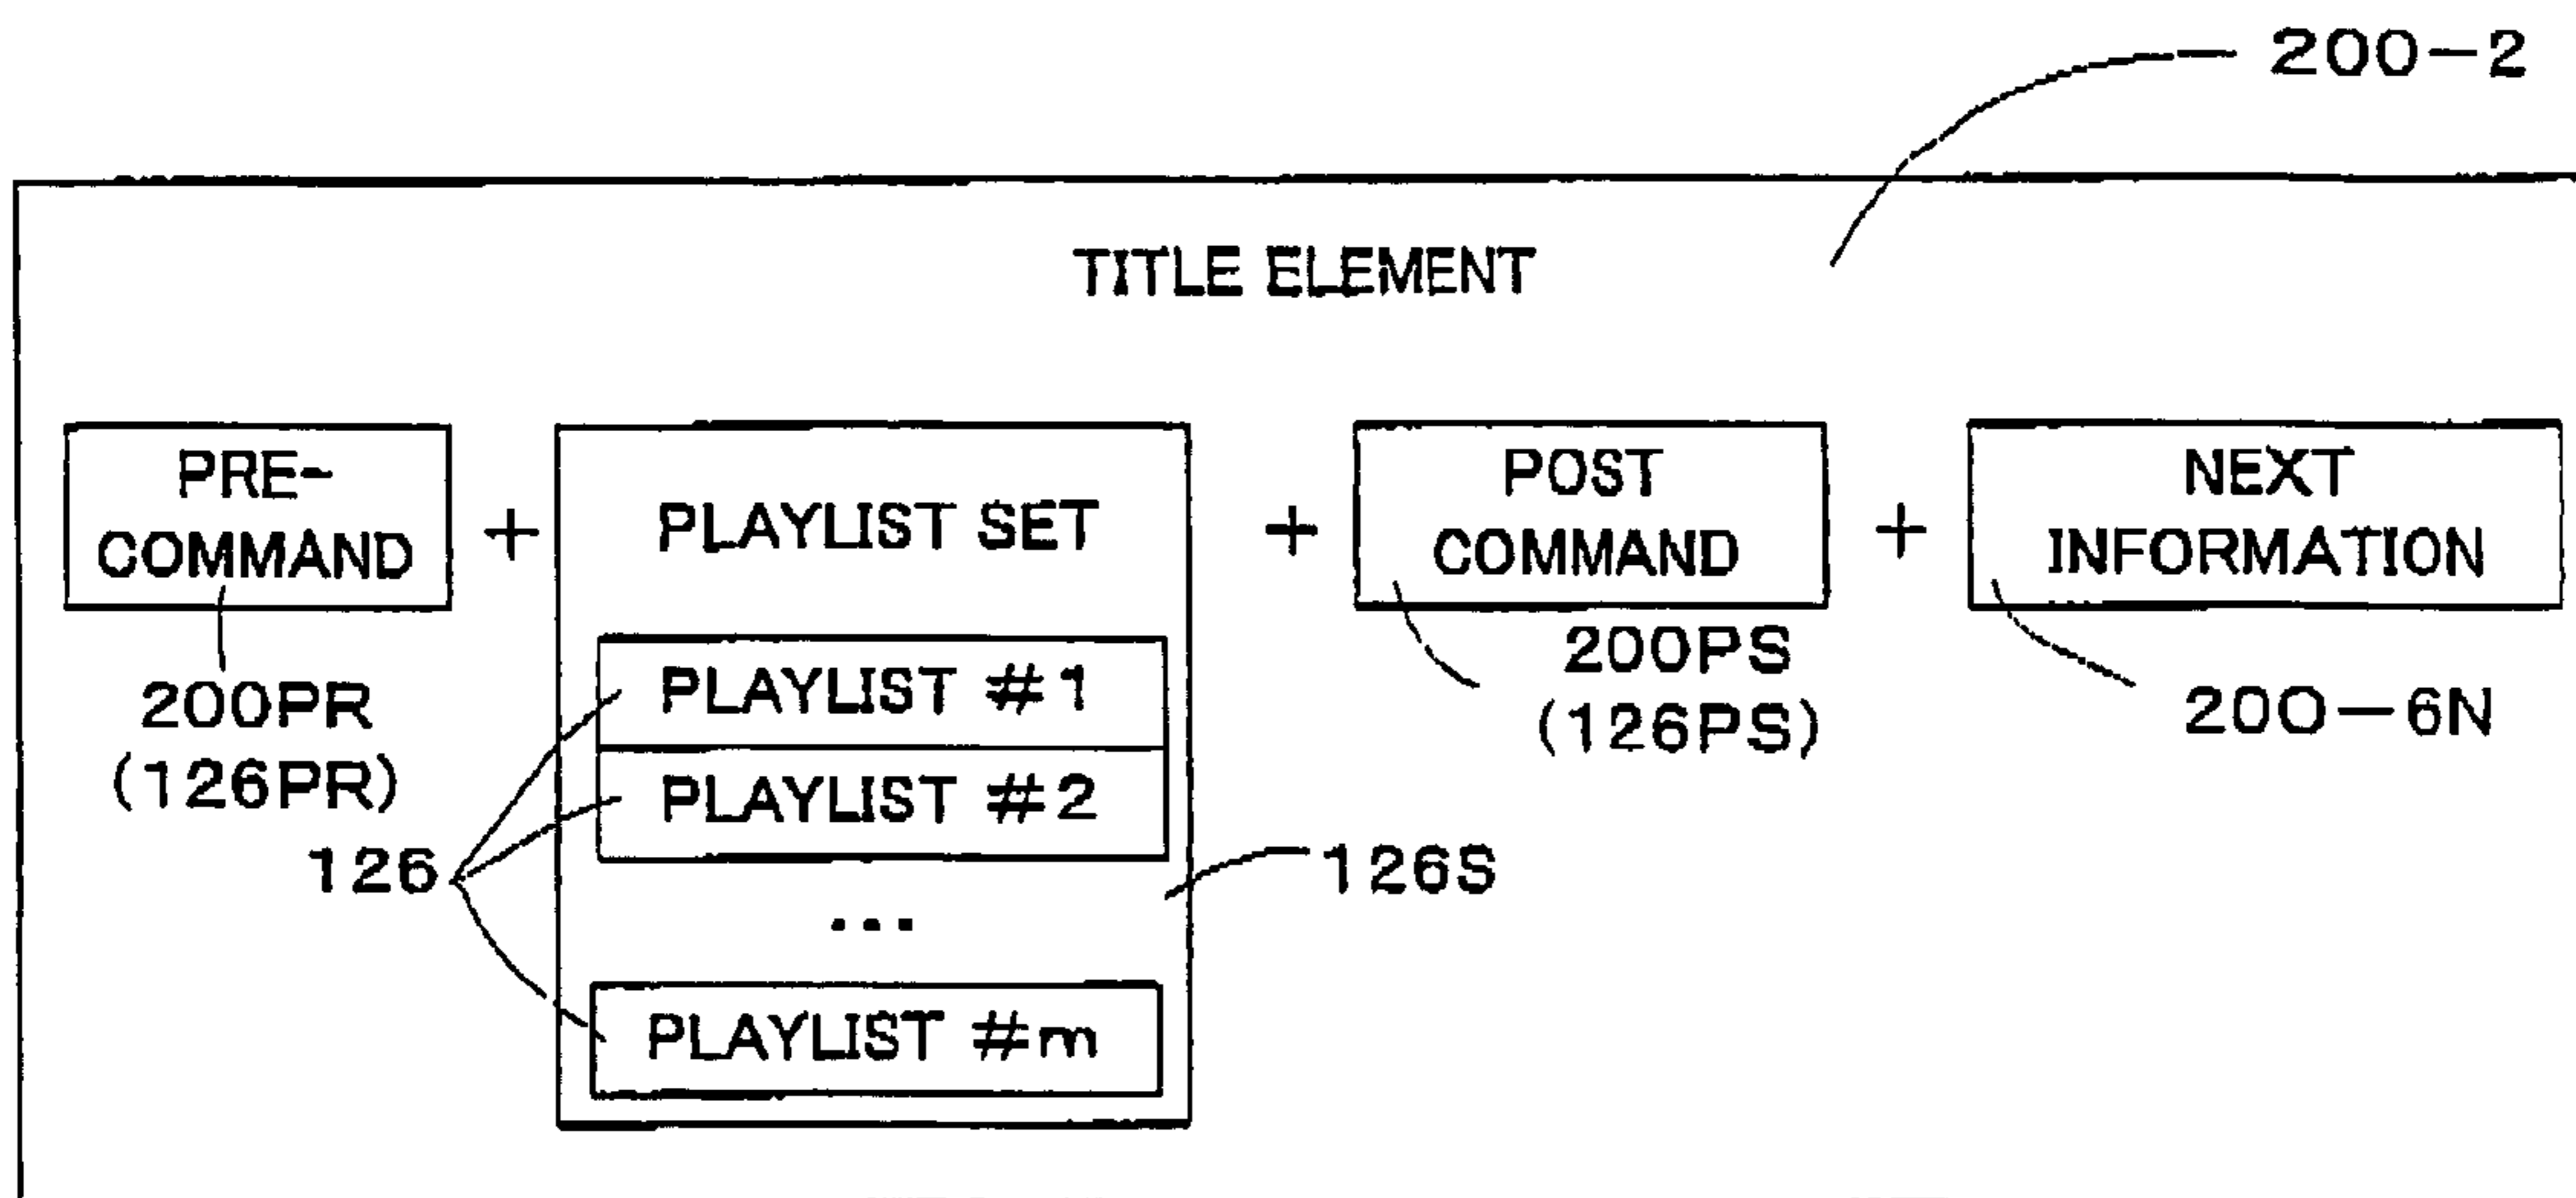 200-2
TITLE ELEMENT
PRE-
COMMAND
+
PLAYLIST SET
+
POST
COMMAND
+
NEXT
INFORMATION
200PR
(126PR)
PLAYLIST #1
PLAYLIST #2
...
PLAYLIST #m
126
126S
200PS
(126PS)
200-6N